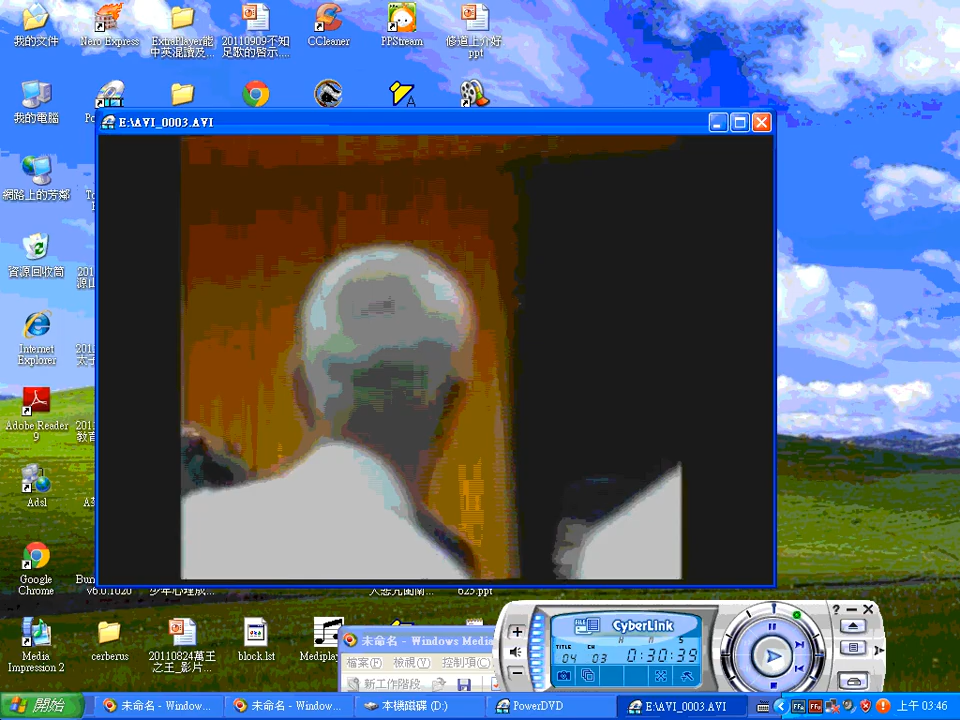 我的文件
Nero Express
ExtraPlayer能
中英混讀及...
20110909不知
足歌的啓示....
CCleaner
PPStream
修道上介好
ppt
我的電腦
E:\AVI_0003.AVI
網路上的芳鄰
資源回收筒
Internet
Explorer
Adobe Reader
9
Adsl
Google
Chrome
v6.0.1020
625.ppt
Media
Impression 2
cerberus
20110824萬王
之王_影片...
block.lst
未命名 - Windows Media
檔案(F)
檢視(V)
控制項(C)
新工作階段
CyberLink
TITLE
04
CH
03
H M S
0:30:39
開始
未命名 - Window...
未命名 - Window...
本機磁碟 (D:)
PowerDVD
E:\AVI_0003.AVI
上午 03:46